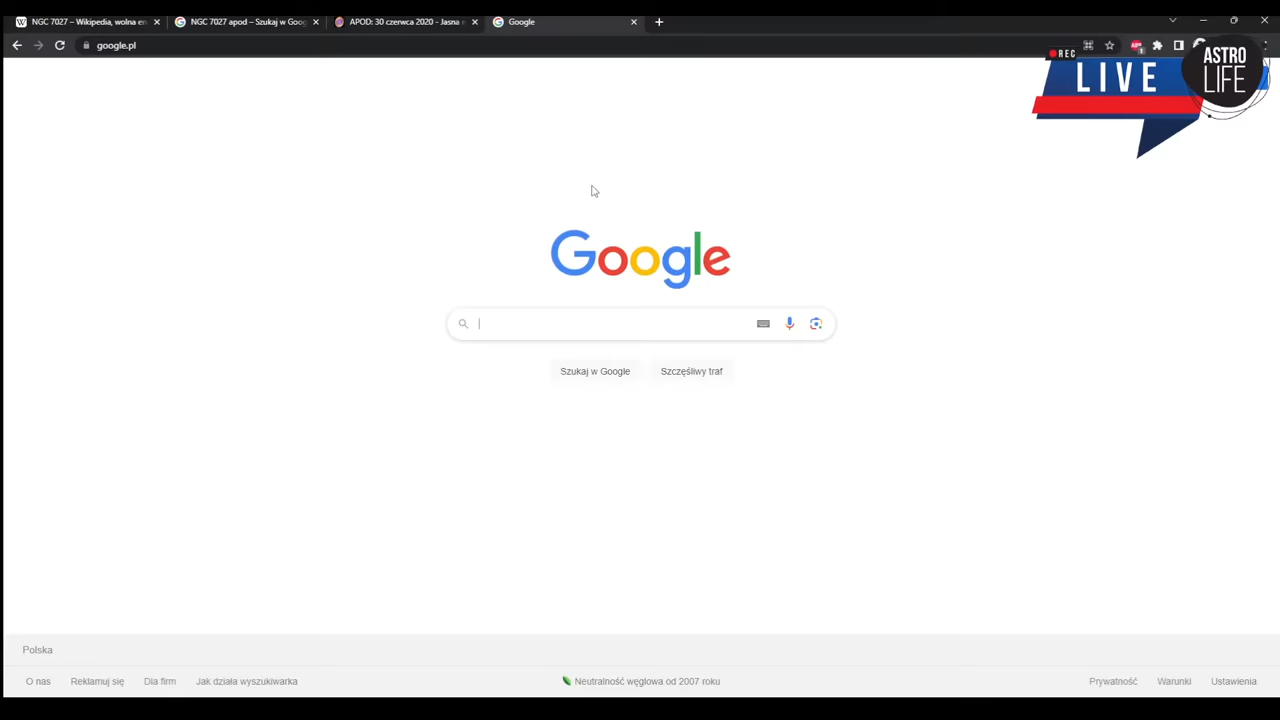 NGC 7027 – Wikipedia, wolna en
NGC 7027 apod – Szukaj w Goog
APOD: 30 czerwca 2020 - Jasna
Google
google.pl
REC
LIVE
ASTRO
LIFE
Google
Szukaj w Google
Szczęśliwy traf
Polska
O nas
Reklamuj się
Dla firm
Jak działa wyszukiwarka
Neutralność węglowa od 2007 roku
Prywatność
Warunki
Ustawienia